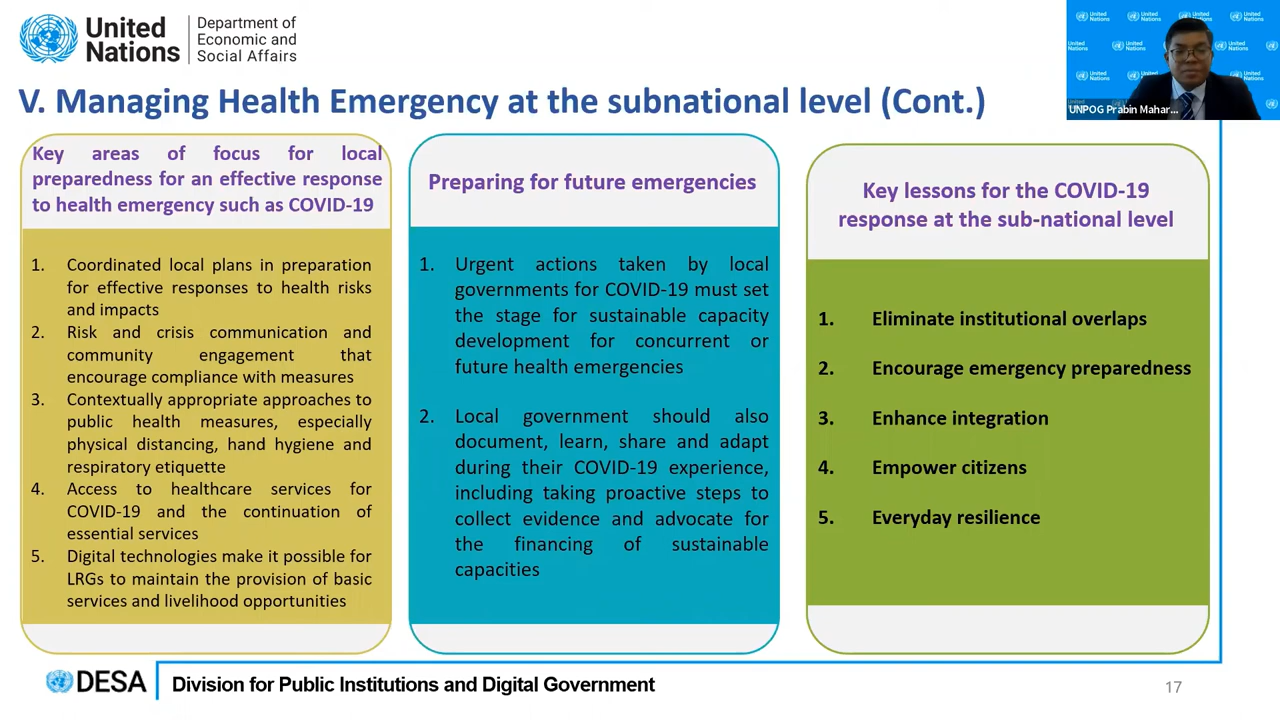 United
Nations
Department of
Economic and
Social Affairs
V. Managing Health Emergency at the subnational level (Cont.)
UNPOG Prabin Mahar...
Key areas of focus for local
preparedness for an effective response
to health emergency such as COVID-19
1. Coordinated local plans in preparation
for effective responses to health risks
and impacts
2. Risk and crisis communication and
community engagement that
encourage compliance with measures
3. Contextually appropriate approaches to
public health measures, especially
physical distancing, hand hygiene and
respiratory etiquette
4. Access to healthcare services for
COVID-19 and the continuation of
essential services
5. Digital technologies make it possible for
LRGs to maintain the provision of basic
services and livelihood opportunities
Preparing for future emergencies
1. Urgent actions taken by local
governments for COVID-19 must set
the stage for sustainable capacity
development for concurrent or
future health emergencies
2. Local government should also
document, learn, share and adapt
during their COVID-19 experience,
including taking proactive steps to
collect evidence and advocate for
the financing of sustainable
capacities
Key lessons for the COVID-19
response at the sub-national level
1. Eliminate institutional overlaps
2. Encourage emergency preparedness
3. Enhance integration
4. Empower citizens
5. Everyday resilience
DESA
Division for Public Institutions and Digital Government
17